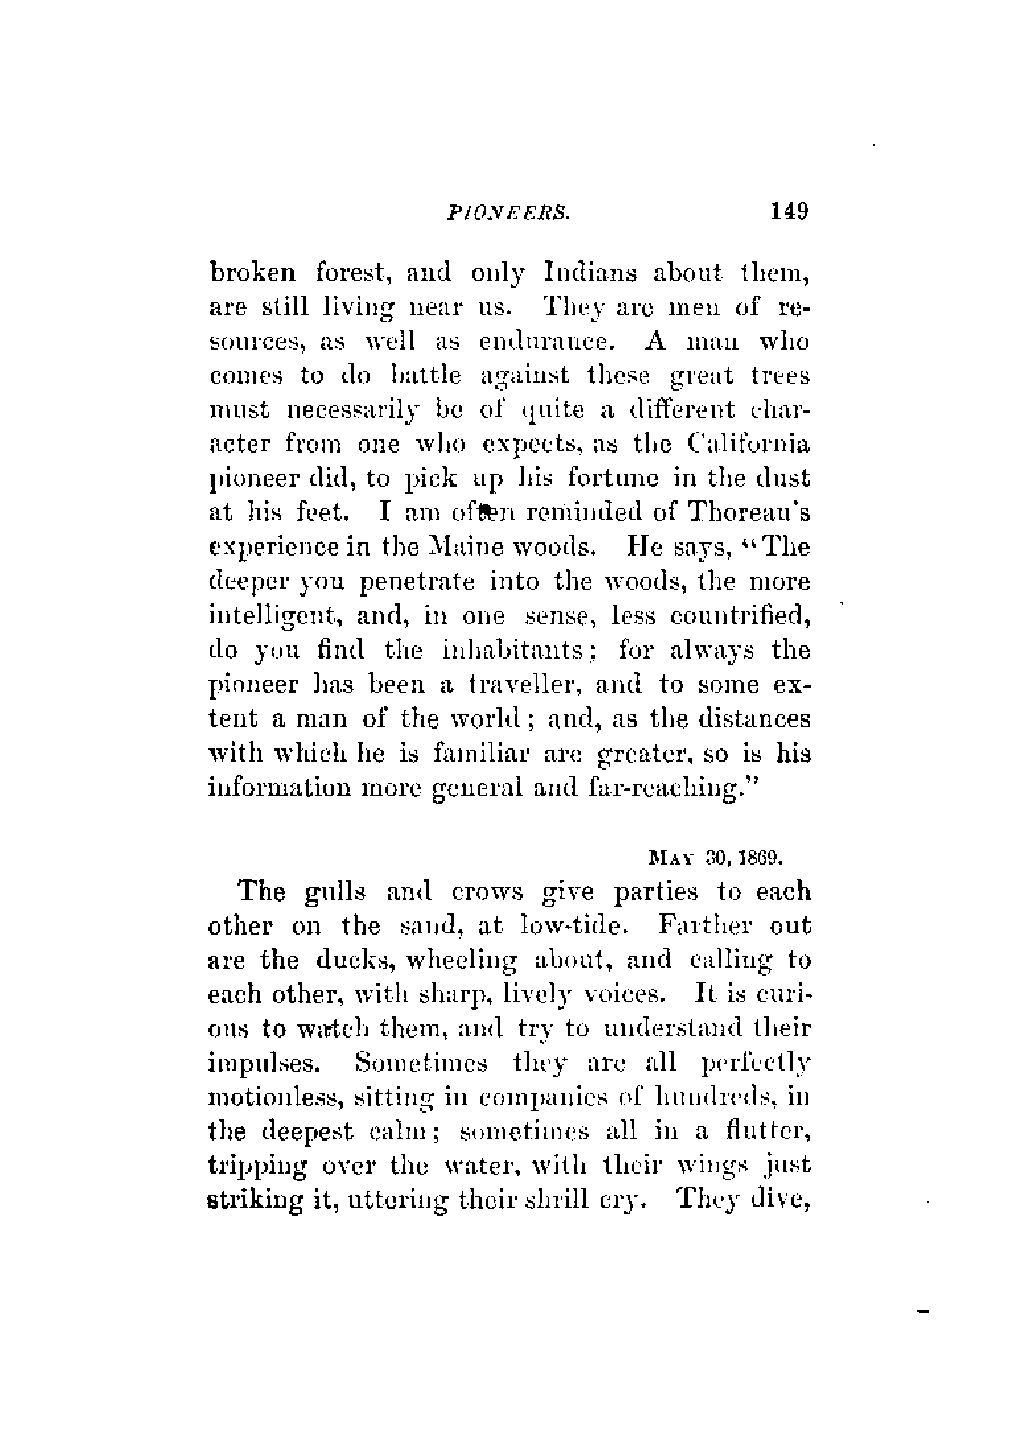 PIONEERS. 149
broken forest, and only Indians about them,
are still living near us. They are men of re-
sources, as well as endurance. A man who
comes to do battle against these great trees
must necessarily be of quite a different char-
acter from one who expects, as the California
pioneer did, to pick up his fortune in the dust
at his feet. I am often reminded of Thoreau's
experience in the Maine woods. He says, "The
deeper you penetrate into the woods, the more
intelligent, and, in one sense, less countrified,
do you find the inhabitants; for always the
pioneer has been a traveller, and to some ex-
tent a man of the world; and, as the distances
with which he is familiar are greater, so is his
information more general and far-reaching."
MAY 30, 1869.
The gulls and crows give parties to each
other on the sand, at low-tide. Farther out
are the ducks, wheeling about, and calling to
each other, with sharp, lively voices. It is curi-
ous to watch them, and try to understand their
impulses. Sometimes they are all perfectly
motionless, sitting in companies of hundreds, in
the deepest calm; sometimes all in a flutter,
tripping over the water, with their wings just
striking it, uttering their shrill cry. They dive,